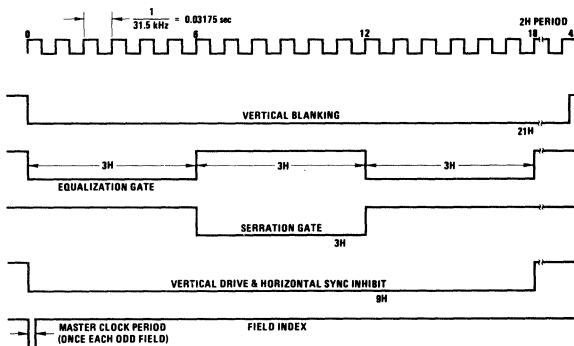 1
31.5 kHz
= 0.03175 sec
2H PERIOD
0 6 12 18 4
VERTICAL BLANKING
21H
3H 3H 3H
EQUALIZATION GATE
SERRATION GATE
3H
VERTICAL DRIVE & HORIZONTAL SYNC INHIBIT
9H
MASTER CLOCK PERIOD
(ONCE EACH ODD FIELD)
FIELD INDEX